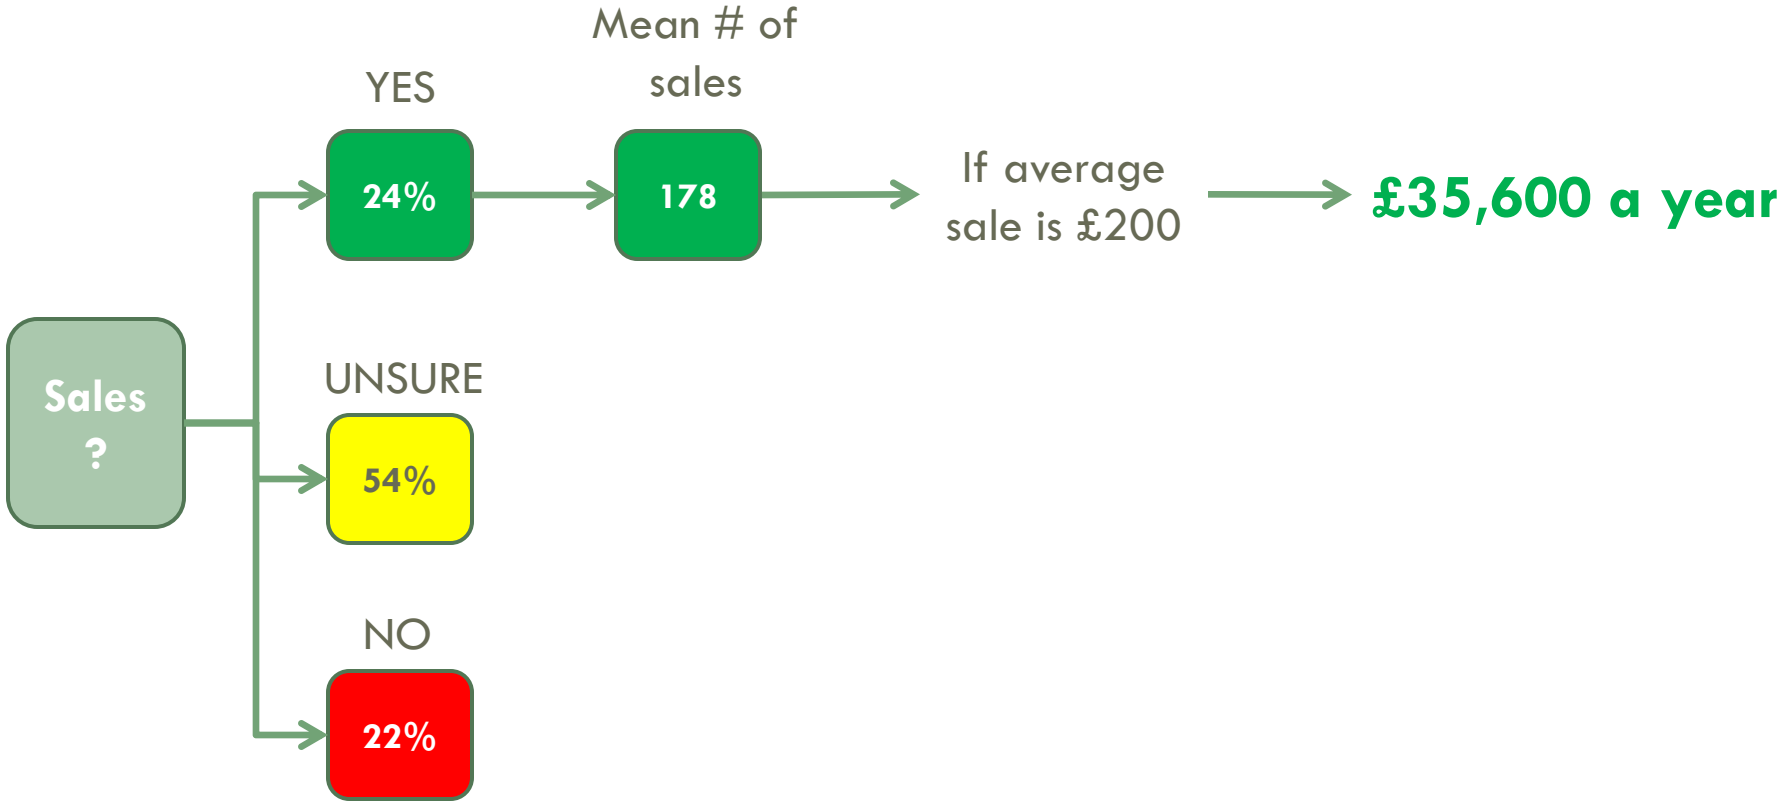 Mean # of
sales
YES
24%
178
If average
sale is £200
£35,600 a year
Sales
?
UNSURE
54%
NO
22%